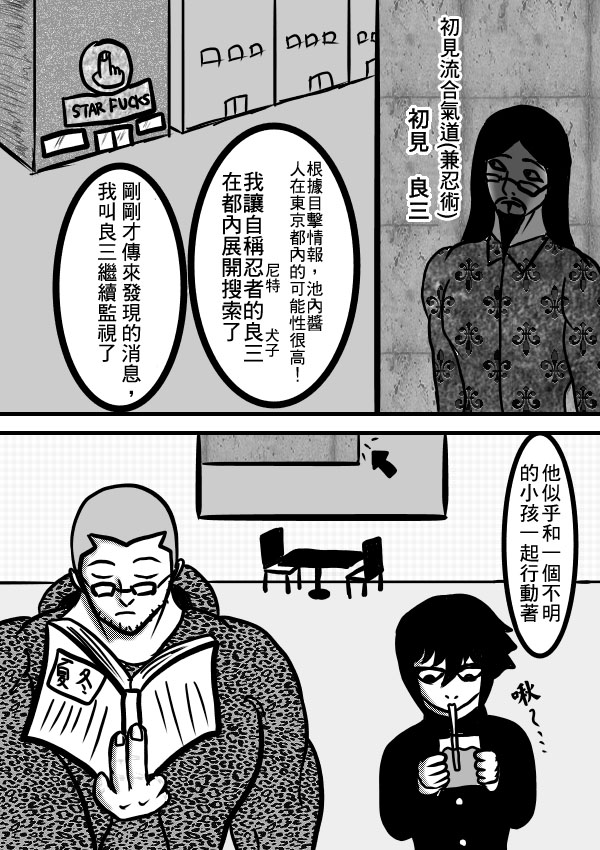 初見流合氣道(兼忍術)
初見　良三
STAR FUCKS
根據目擊情報，池內醬
人在東京都內的可能性很高！
我讓自稱忍者的良三
尼特　犬子
在都內展開搜索了
剛剛才傳來發現的消息，
我叫良三繼續監視了
他似乎和一個不明
的小孩一起行動著
夏冬
啾～…